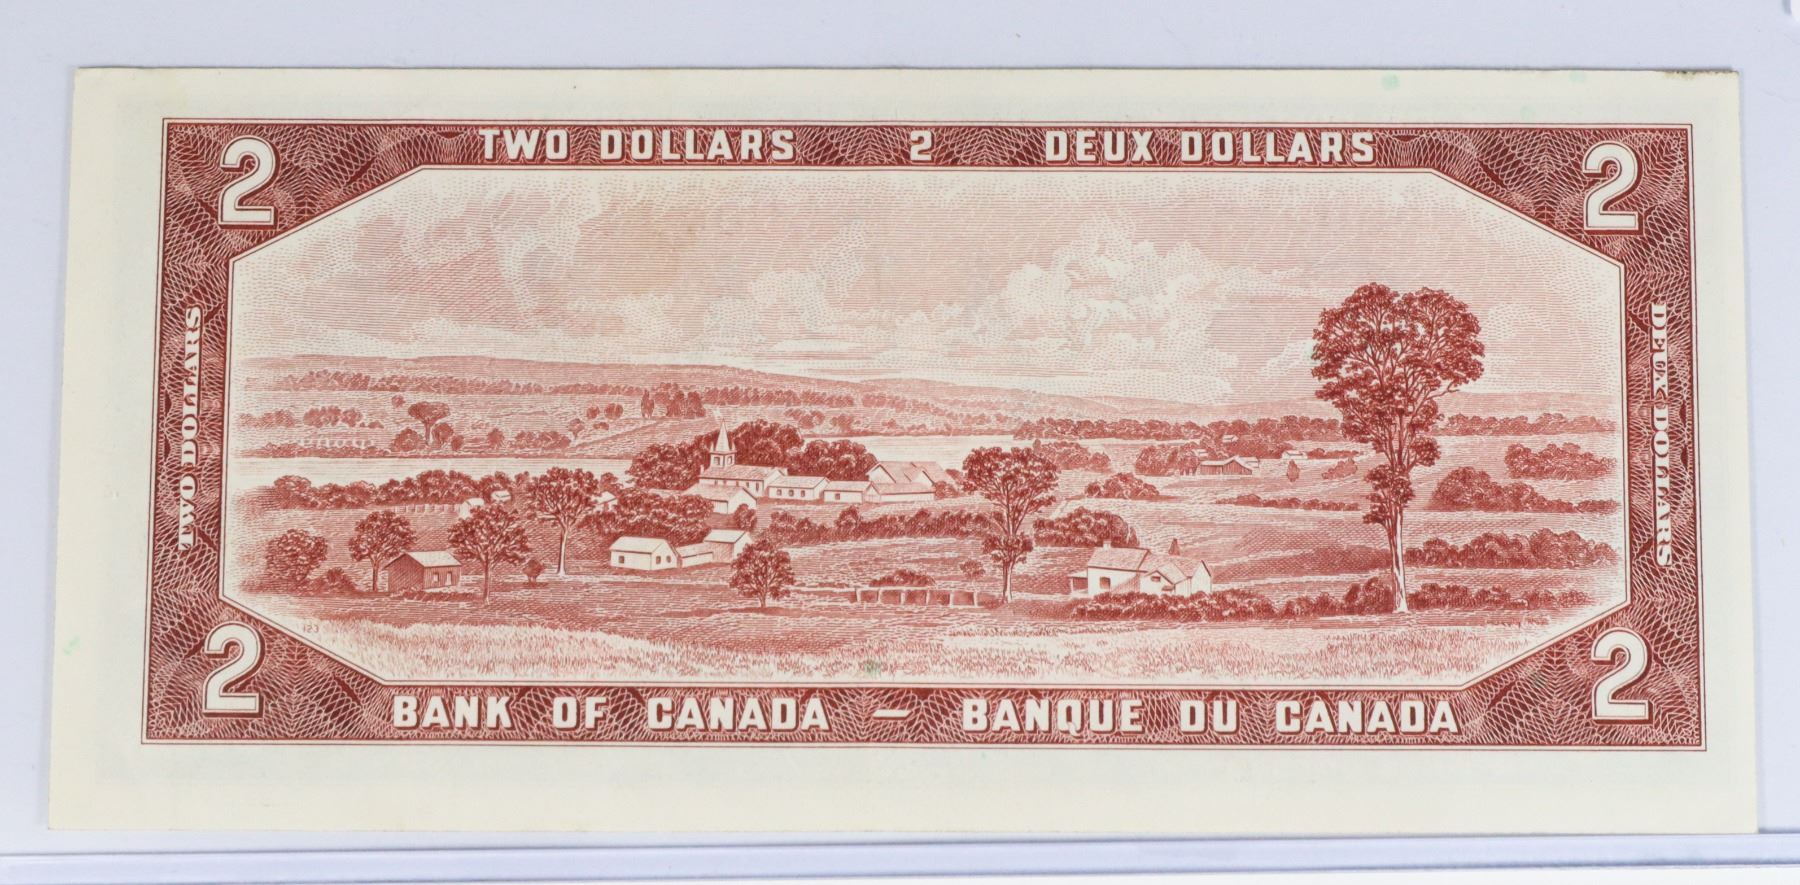 2 TWO DOLLARS 2 DEUX DOLLARS 2
TWO DOLLARS
DEUX DOLLARS
123
2 BANK OF CANADA — BANQUE DU CANADA 2